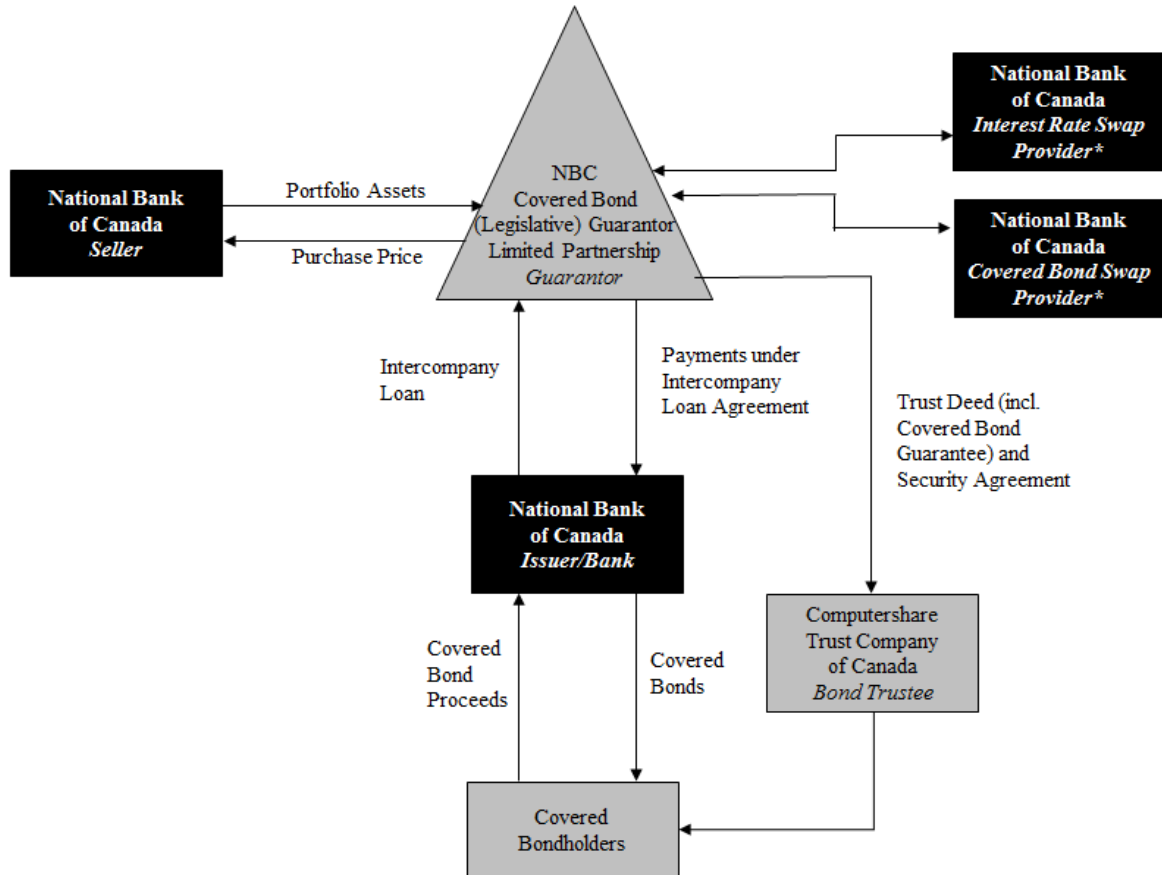 National Bank
of Canada
Interest Rate Swap
Provider*
NBC
Covered Bond
(Legislative) Guarantor
Limited Partnership
Guarantor
National Bank
of Canada
Seller
Portfolio Assets
Purchase Price
National Bank
of Canada
Covered Bond Swap
Provider*
Intercompany
Loan
Payments under
Intercompany
Loan Agreement
Trust Deed (incl.
Covered Bond
Guarantee) and
Security Agreement
National Bank
of Canada
Issuer/Bank
Covered
Bond
Proceeds
Covered
Bonds
Computershare
Trust Company
of Canada
Bond Trustee
Covered
Bondholders